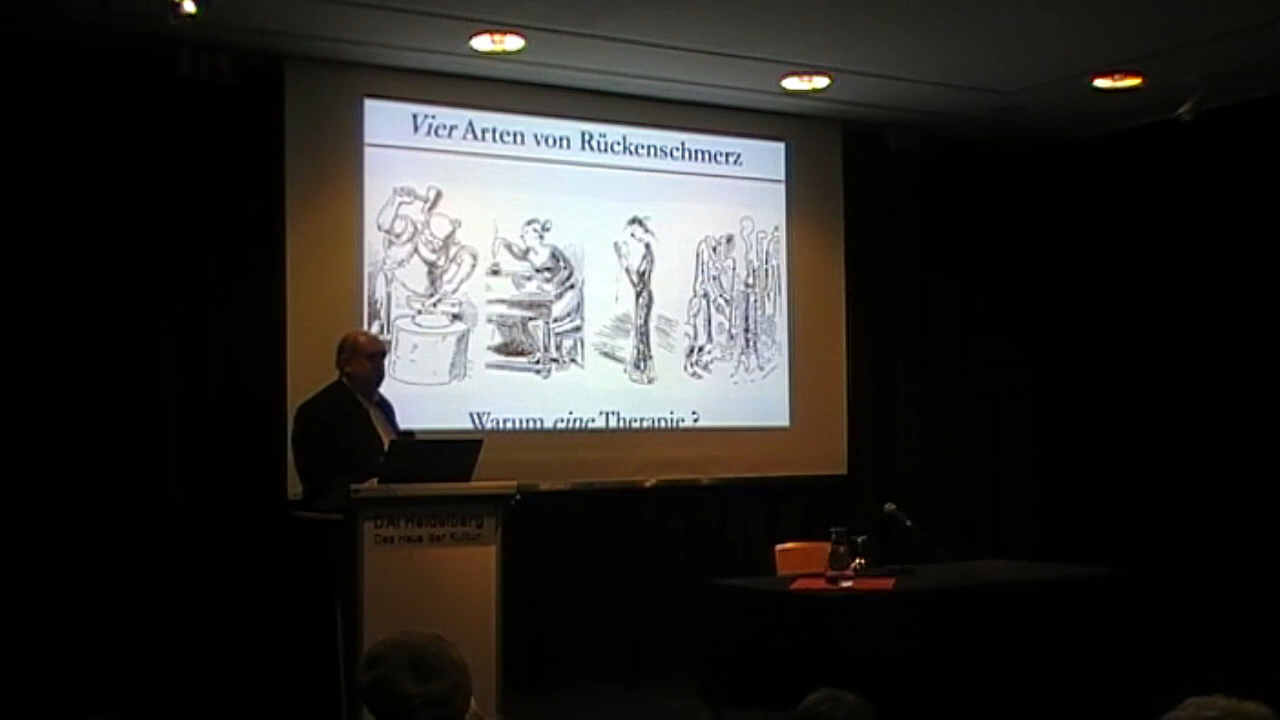 Vier Arten von Rückenschmerz
Warum eine Therapie ?
DAI Heidelberg
Das Haus der Kultur